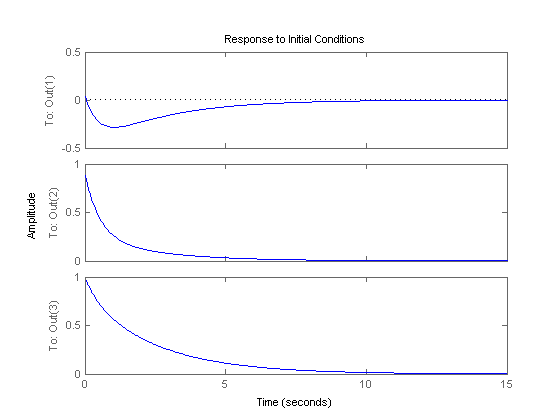 Response to Initial Conditions
To: Out(1)
0.5
0
-0.5
Amplitude
To: Out(2)
1
0.5
0
To: Out(3)
1
0.5
0
0
5
10
15
Time (seconds)